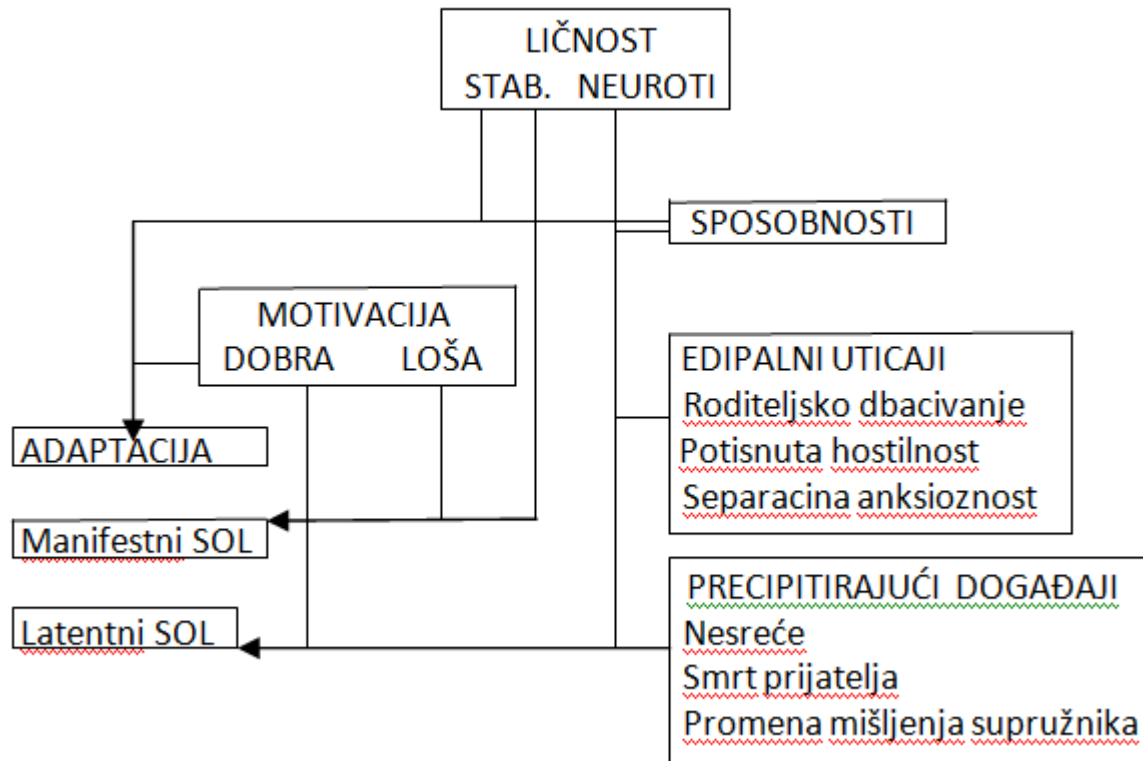 LIČNOST
STAB. NEUROTI
SPOSOBNOSTI
MOTIVACIJA
DOBRA LOŠA
EDIPALNI UTICAJI
Roditeljsko dbacivanje
Potisnuta hostilnost
Separacina anksioznost
ADAPTACIJA
Manifestni SOL
Latentni SOL
PRECIPITIRAJUĆI DOGAĐAJI
Nesreće
Smrt prijatelja
Promena mišljenja supružnika